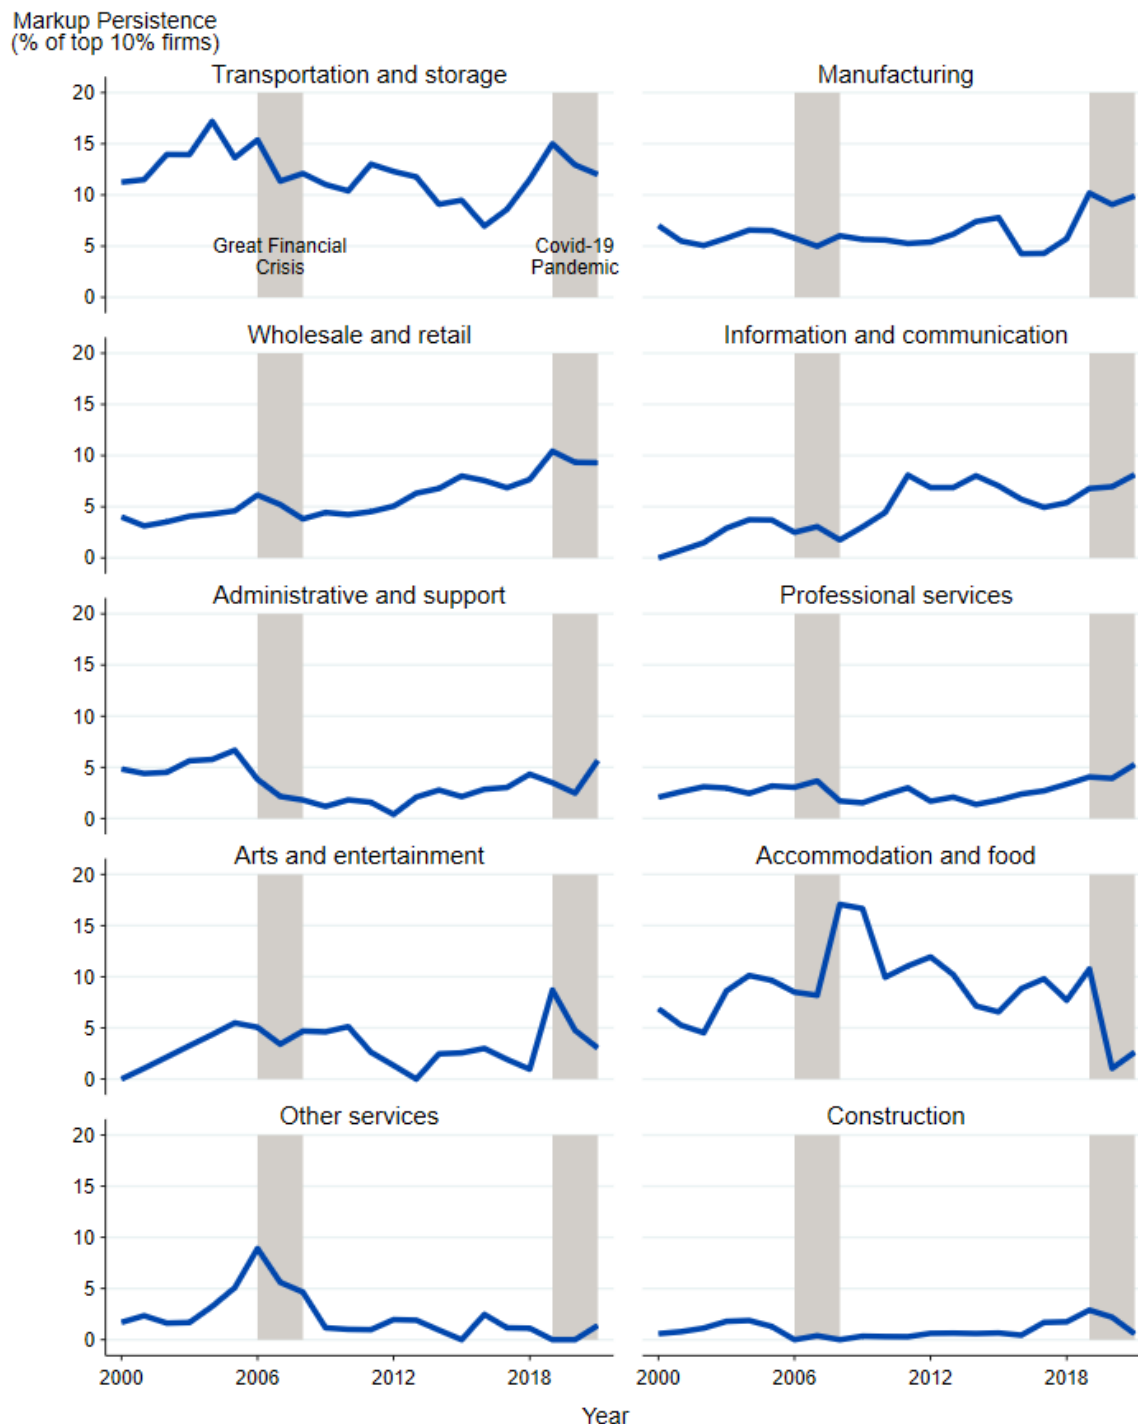 Markup Persistence
(% of top 10% firms)
Transportation and storage
Manufacturing
20
15
10
5
0
Great Financial
Crisis
Covid-19
Pandemic
Wholesale and retail
Information and communication
20
15
10
5
0
Administrative and support
Professional services
20
15
10
5
0
Arts and entertainment
Accommodation and food
20
15
10
5
0
Other services
Construction
20
15
10
5
0
2000 2006 2012 2018
2000 2006 2012 2018
Year